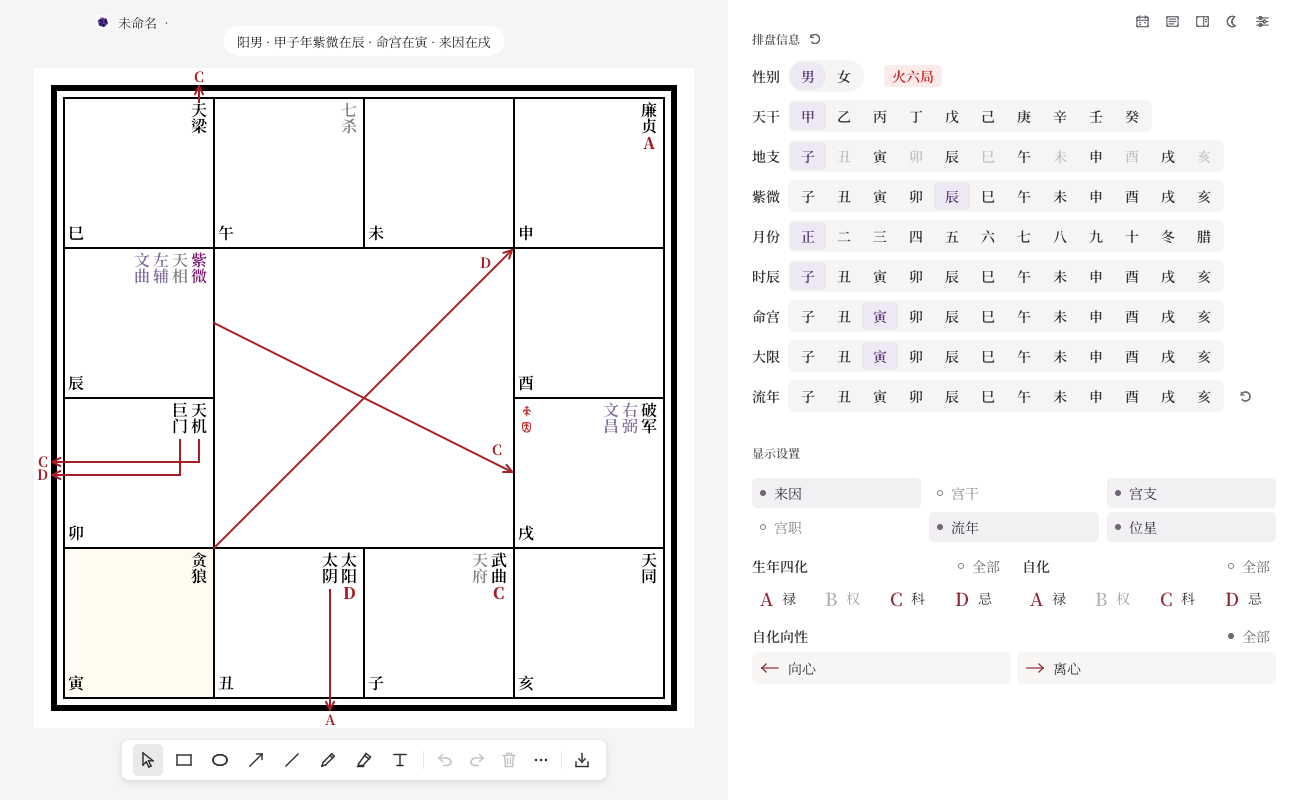 未命名 ·
阳男 · 甲子年紫微在辰 · 命宫在寅 · 来因在戌
C
天梁
巳
七杀
午
未
廉贞
A
申
文曲 左辅 天相 紫微
辰
D
C
酉
巨门 天机
C
D
卯
文昌 右弼 破军
戌
贪狼
寅
太阴 太阳
D
丑
A
天府 武曲
C
子
天同
亥
排盘信息
性别 男 女 火六局
天干 甲 乙 丙 丁 戊 己 庚 辛 壬 癸
地支 子 丑 寅 卯 辰 巳 午 未 申 酉 戌 亥
紫微 子 丑 寅 卯 辰 巳 午 未 申 酉 戌 亥
月份 正 二 三 四 五 六 七 八 九 十 冬 腊
时辰 子 丑 寅 卯 辰 巳 午 未 申 酉 戌 亥
命宫 子 丑 寅 卯 辰 巳 午 未 申 酉 戌 亥
大限 子 丑 寅 卯 辰 巳 午 未 申 酉 戌 亥
流年 子 丑 寅 卯 辰 巳 午 未 申 酉 戌 亥
显示设置
来因 宫干 宫支
宫职 流年 位星
生年四化 全部 自化 全部
A 禄 B 权 C 科 D 忌 A 禄 B 权 C 科 D 忌
自化向性 全部
向心 离心